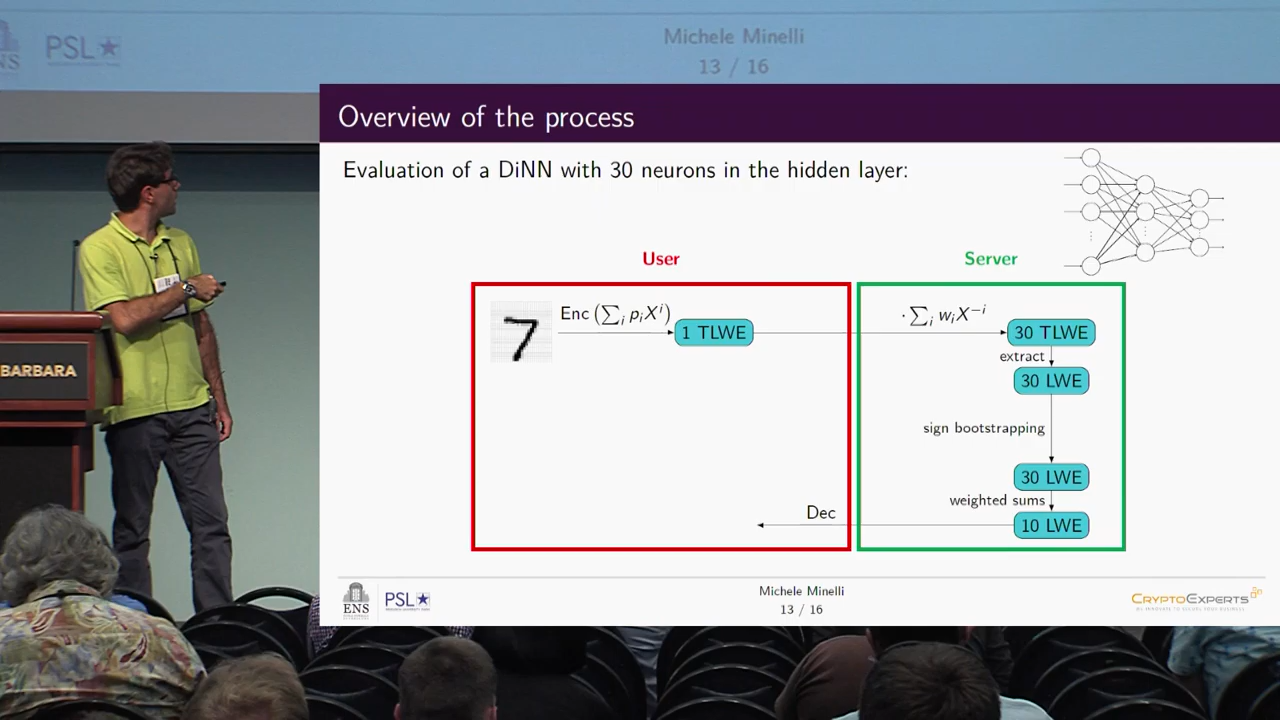 ENS
PSL★
Michele Minelli
13 / 16
Overview of the process
Evaluation of a DiNN with 30 neurons in the hidden layer:
User
Server
7
Enc (∑ᵢ pᵢXⁱ)
1 TLWE
· ∑ᵢ wᵢX⁻ⁱ
30 TLWE
extract
30 LWE
sign bootstrapping
30 LWE
weighted sums
Dec
10 LWE
BARBARA
ENS
PSL★
Michele Minelli
13 / 16
CRYPTOEXPERTS